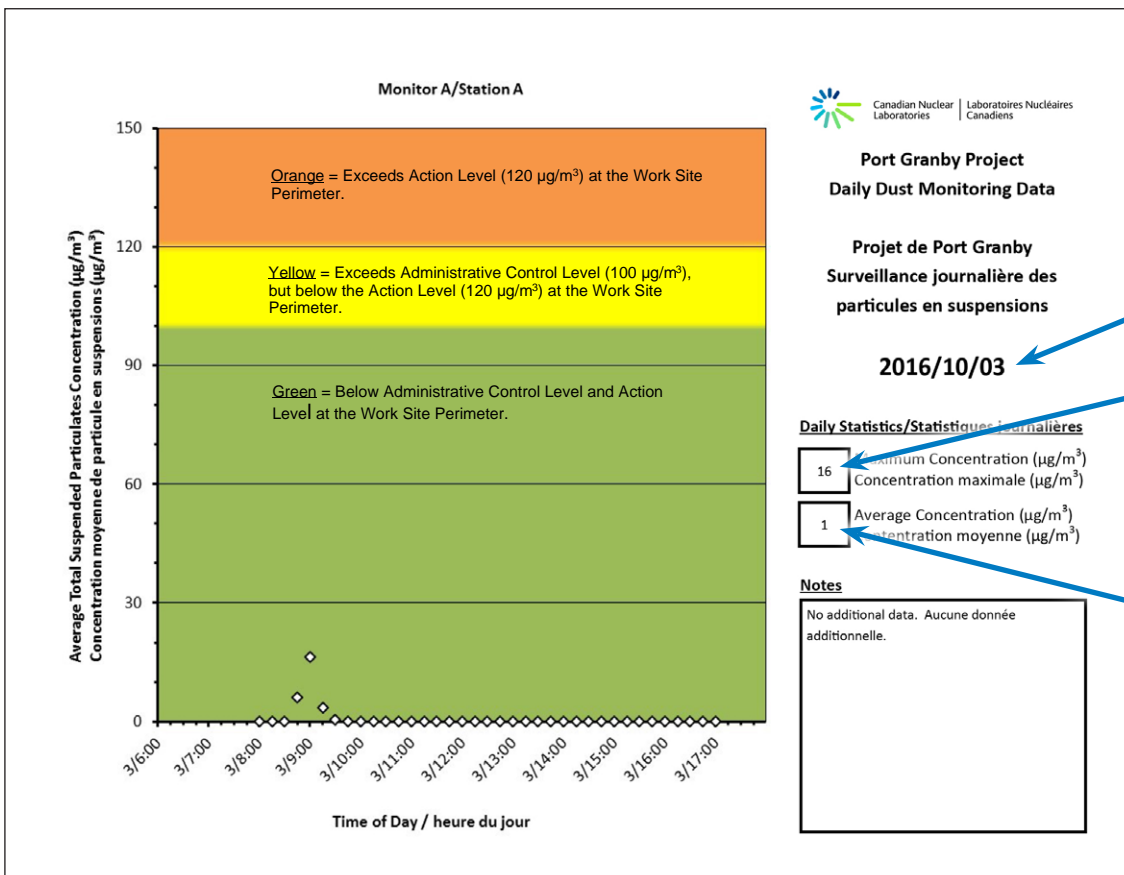 Monitor A/Station A
Average Total Suspended Particulates Concentration (µg/m³)
Concentration moyenne de particule en suspensions (µg/m³)
150
120
90
60
30
0
Orange = Exceeds Action Level (120 µg/m³) at the Work Site
Perimeter.
Yellow = Exceeds Administrative Control Level (100 µg/m³),
but below the Action Level (120 µg/m³) at the Work Site
Perimeter.
Green = Below Administrative Control Level and Action
Level at the Work Site Perimeter.
3/6:00
3/7:00
3/8:00
3/9:00
3/10:00
3/11:00
3/12:00
3/13:00
3/14:00
3/15:00
3/16:00
3/17:00
Time of Day / heure du jour
Canadian Nuclear | Laboratoires Nucléaires
Laboratories | Canadiens
Port Granby Project
Daily Dust Monitoring Data
Projet de Port Granby
Surveillance journalière des
particules en suspensions
2016/10/03
Daily Statistics/Statistiques journalières
16
Maximum Concentration (µg/m³)
Concentration maximale (µg/m³)
1
Average Concentration (µg/m³)
Contentration moyenne (µg/m³)
Notes
No additional data. Aucune donnée
additionnelle.